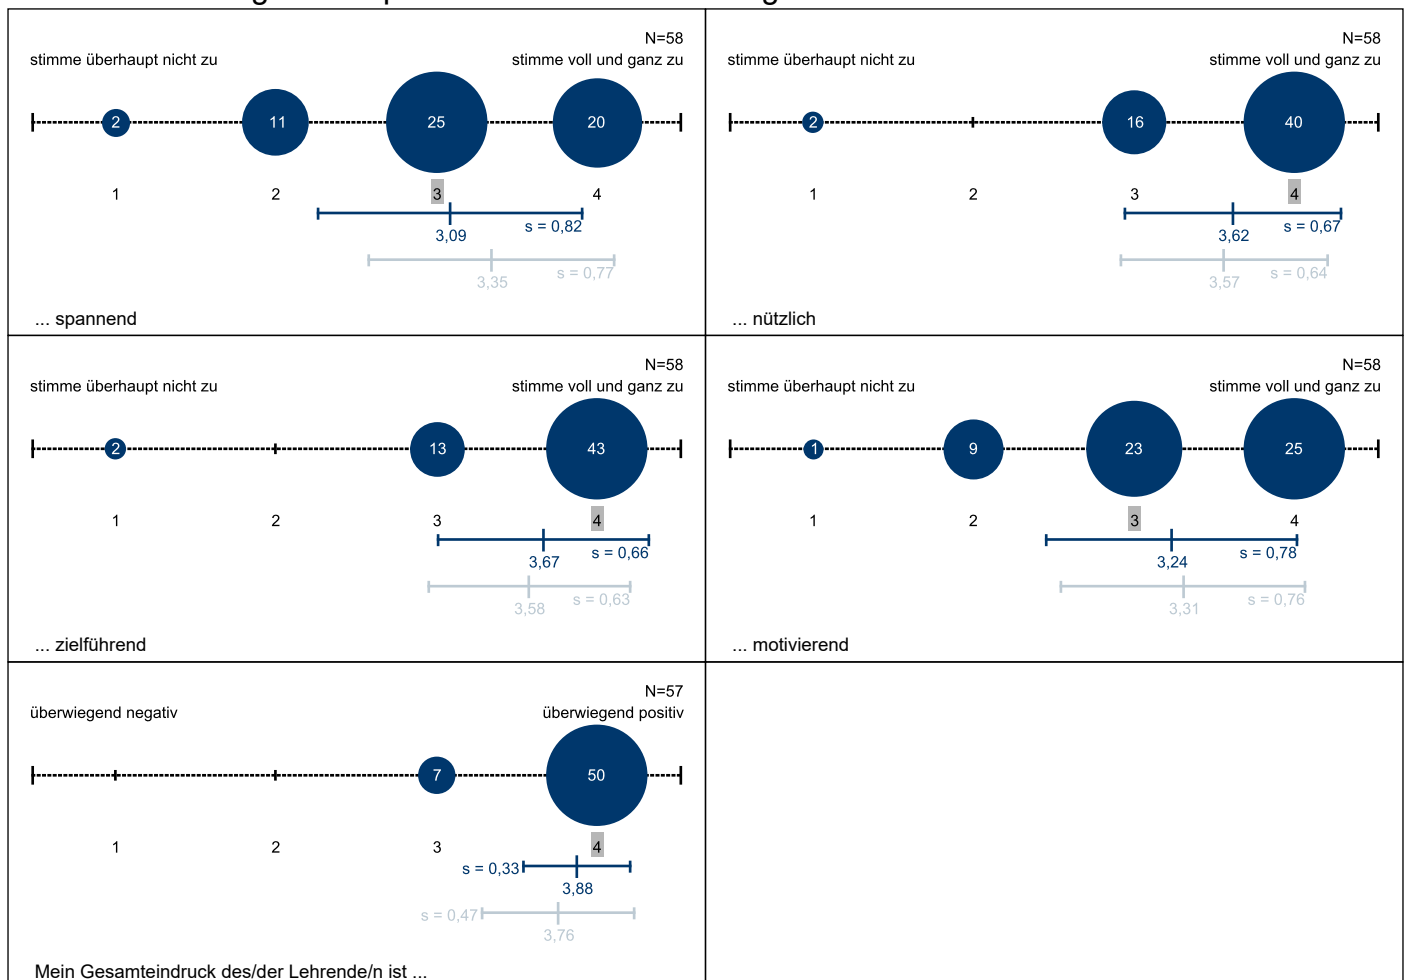 N=58
stimme überhaupt nicht zu stimme voll und ganz zu
2 11 25 20
1 2 3 4
s = 0,82
3,09
s = 0,77
3,35
... spannend
N=58
stimme überhaupt nicht zu stimme voll und ganz zu
2 16 40
1 2 3 4
s = 0,67
3,62
s = 0,64
3,57
... nützlich
N=58
stimme überhaupt nicht zu stimme voll und ganz zu
2 13 43
1 2 3 4
s = 0,66
3,67
s = 0,63
3,58
... zielführend
N=58
stimme überhaupt nicht zu stimme voll und ganz zu
1 9 23 25
1 2 3 4
s = 0,78
3,24
s = 0,76
3,31
... motivierend
N=57
überwiegend negativ überwiegend positiv
7 50
1 2 3 4
s = 0,33
3,88
s = 0,47
3,76
Mein Gesamteindruck des/der Lehrende/n ist ...